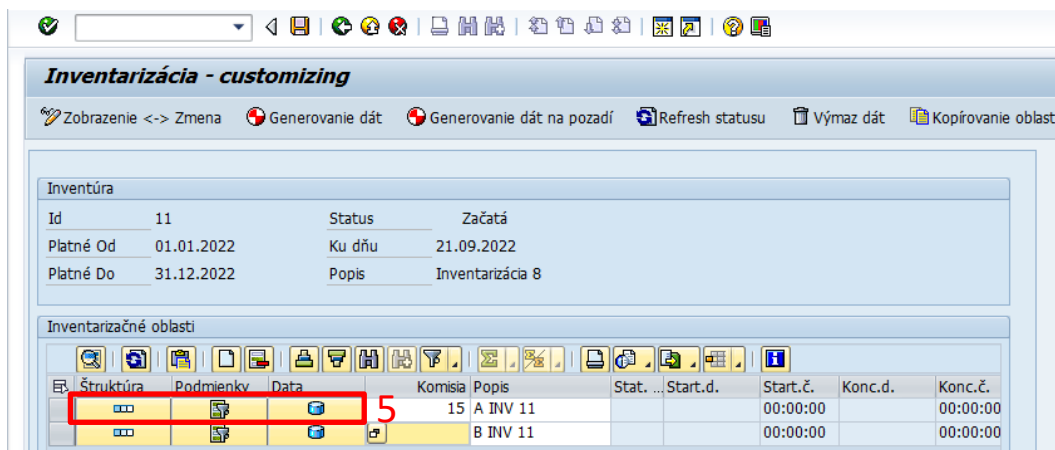 Inventarizácia - customizing
Zobrazenie <-> Zmena Generovanie dát Generovanie dát na pozadí Refresh statusu Výmaz dát Kopírovanie oblast
Inventúra
Id 11 Status Začatá
Platné Od 01.01.2022 Ku dňu 21.09.2022
Platné Do 31.12.2022 Popis Inventarizácia 8
Inventarizačné oblasti
Štruktúra Podmienky Data Komisia Popis Stat. ... Start.d. Start.č. Konc.d. Konc.č.
5 15 A INV 11 00:00:00 00:00:00
B INV 11 00:00:00 00:00:00